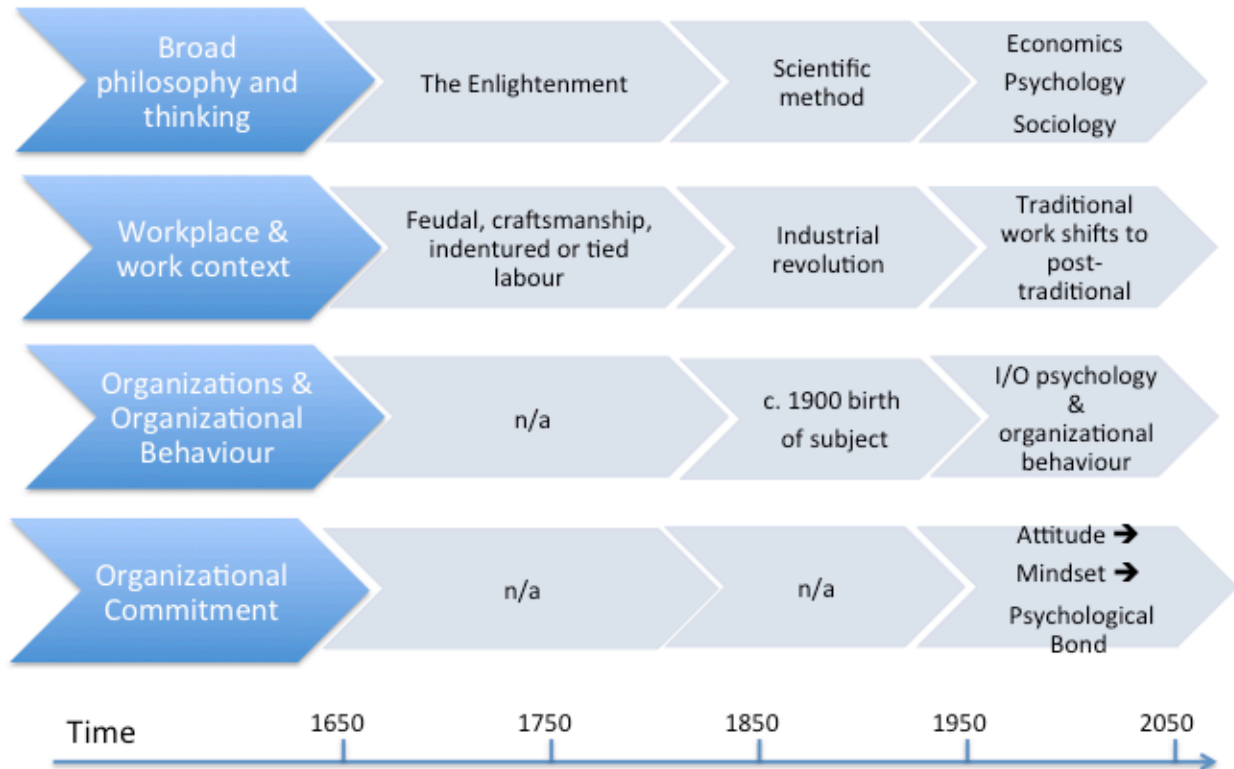 Broad
philosophy and
thinking
The Enlightenment
Scientific
method
Economics
Psychology
Sociology
Workplace &
work context
Feudal, craftsmanship,
indentured or tied
labour
Industrial
revolution
Traditional
work shifts to
post-
traditional
Organizations &
Organizational
Behaviour
n/a
c. 1900 birth
of subject
I/O psychology
&
organizational
behaviour
Organizational
Commitment
n/a
n/a
Attitude ➔
Mindset ➔
Psychological
Bond
Time
1650
1750
1850
1950
2050